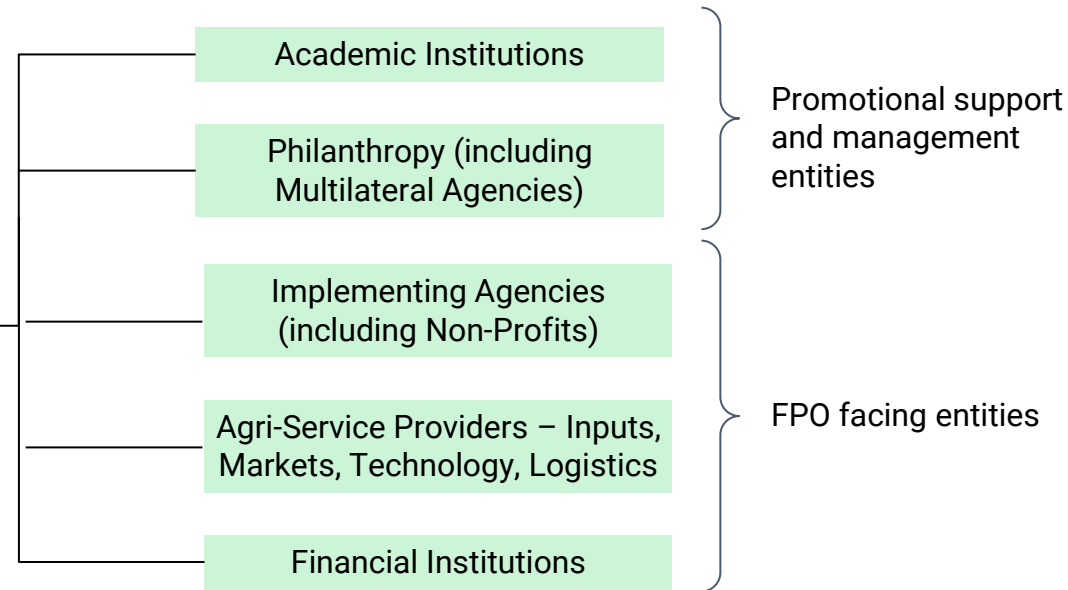 Academic Institutions
Philanthropy (including
Multilateral Agencies)
Promotional support
and management
entities
Implementing Agencies
(including Non-Profits)
Agri-Service Providers – Inputs,
Markets, Technology, Logistics
Financial Institutions
FPO facing entities